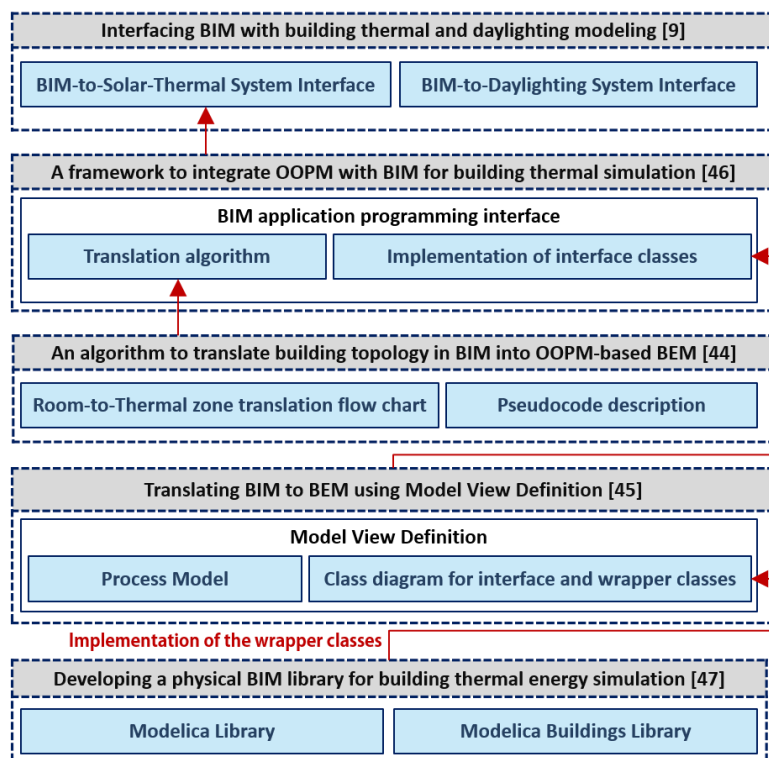 Interfacing BIM with building thermal and daylighting modeling [9]
BIM-to-Solar-Thermal System Interface
BIM-to-Daylighting System Interface
A framework to integrate OOPM with BIM for building thermal simulation [46]
BIM application programming interface
Translation algorithm
Implementation of interface classes
An algorithm to translate building topology in BIM into OOPM-based BEM [44]
Room-to-Thermal zone translation flow chart
Pseudocode description
Translating BIM to BEM using Model View Definition [45]
Model View Definition
Process Model
Class diagram for interface and wrapper classes
Implementation of the wrapper classes
Developing a physical BIM library for building thermal energy simulation [47]
Modelica Library
Modelica Buildings Library